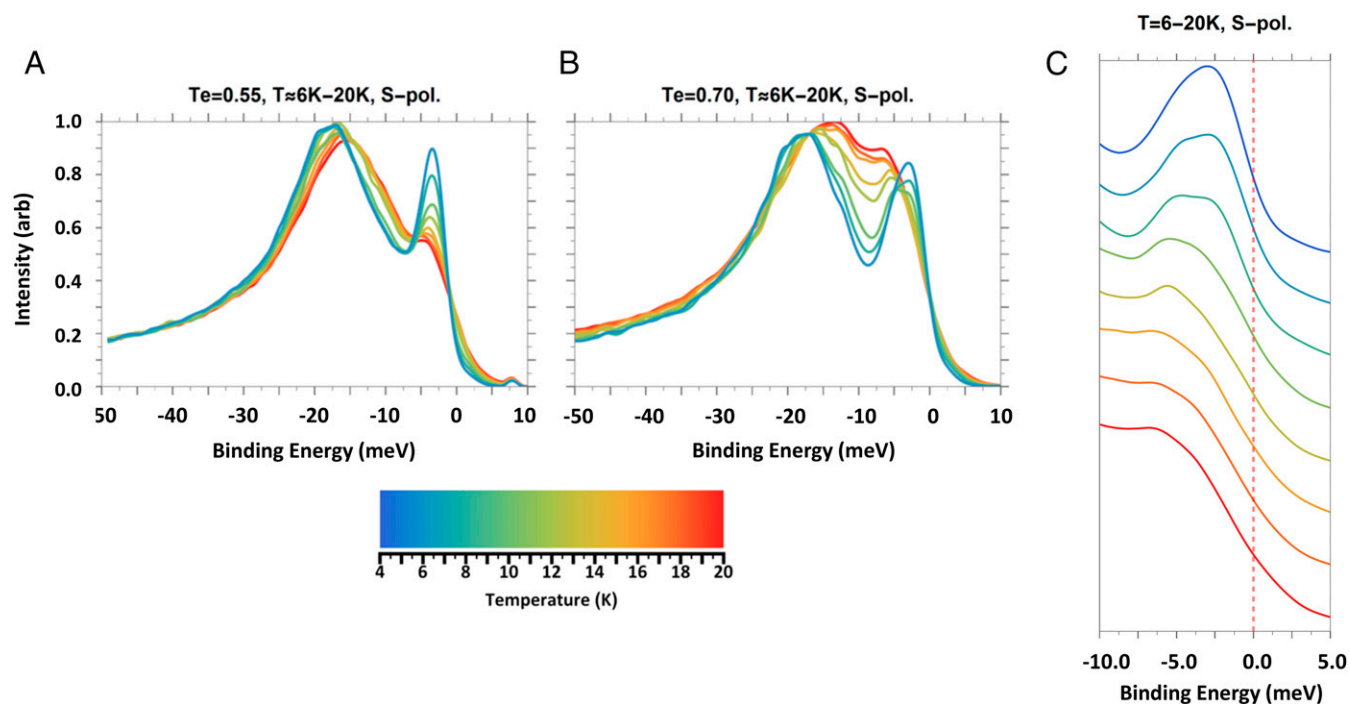 A
Te=0.55, T≈6K−20K, S−pol.
Intensity (arb)
1.0
0.8
0.6
0.4
0.2
0.0
50 -40 -30 -20 -10 0 10
Binding Energy (meV)
B
Te=0.70, T≈6K−20K, S−pol.
-50 -40 -30 -20 -10 0 10
Binding Energy (meV)
4 6 8 10 12 14 16 18 20
Temperature (K)
C
T=6−20K, S−pol.
-10.0 -5.0 0.0 5.0
Binding Energy (meV)